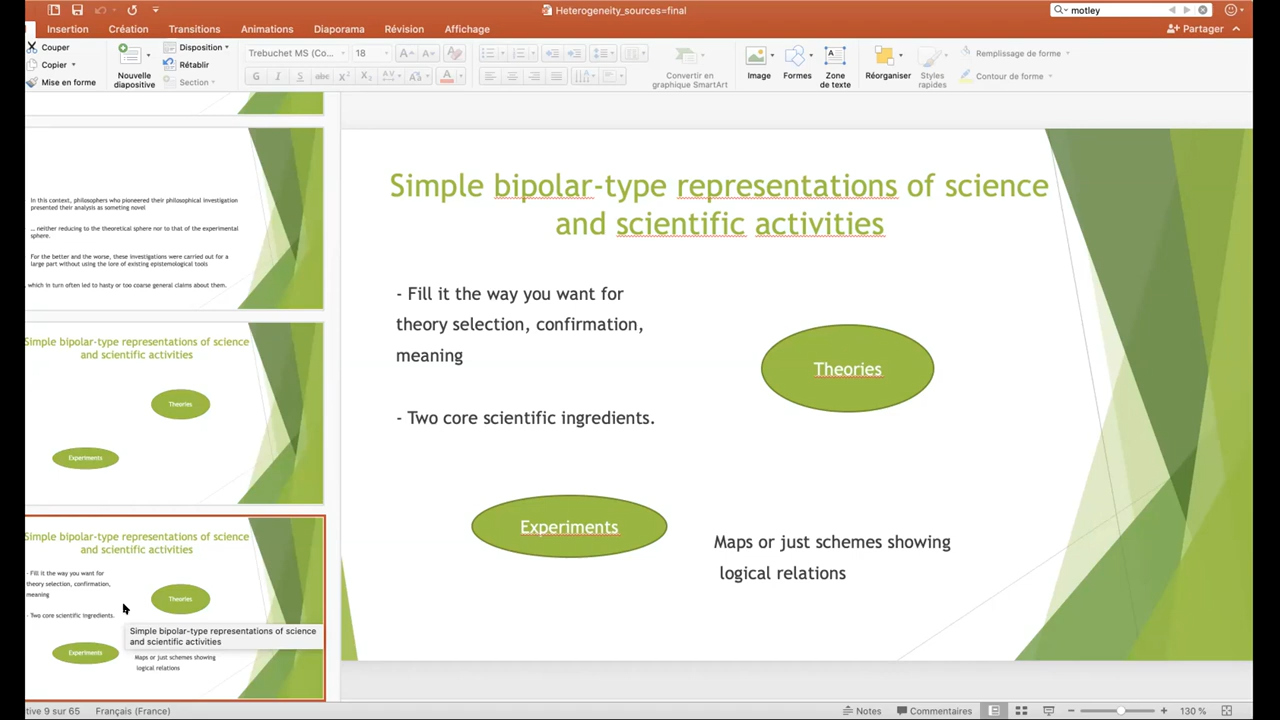 Heterogeneity_sources=final
motley
Insertion Création Transitions Animations Diaporama Révision Affichage
Partager
Couper
Copier
Mise en forme
Nouvelle
diapositive
Disposition
Rétablir
Section
Trebuchet MS (Co...
18
Convertir en
graphique SmartArt
Image
Formes
Zone
de texte
Réorganiser
Styles
rapides
Remplissage de forme
Contour de forme
In this context, philosophers who pioneered their philosophical investigation
presented their analysis as someting novel
… neither reducing to the theoretical sphere nor to that of the experimental
sphere.
For the better and the worse, these investigations were carried out for a
large part without using the lore of existing epistemological tools
which in turn often led to hasty or too coarse general claims about them.
Simple bipolar-type representations of science
and scientific activities
Theories
Experiments
Simple bipolar-type representations of science
and scientific activities
- Fill it the way you want for
theory selection, confirmation,
meaning
Theories
- Two core scientific ingredients.
Simple bipolar-type representations of science
and scientific activities
Experiments
Maps or just schemes showing
logical relations
Simple bipolar-type representations of science
and scientific activities
- Fill it the way you want for
theory selection, confirmation,
meaning
Theories
- Two core scientific ingredients.
Experiments
Maps or just schemes showing
logical relations
tive 9 sur 65
Français (France)
Notes
Commentaires
130 %